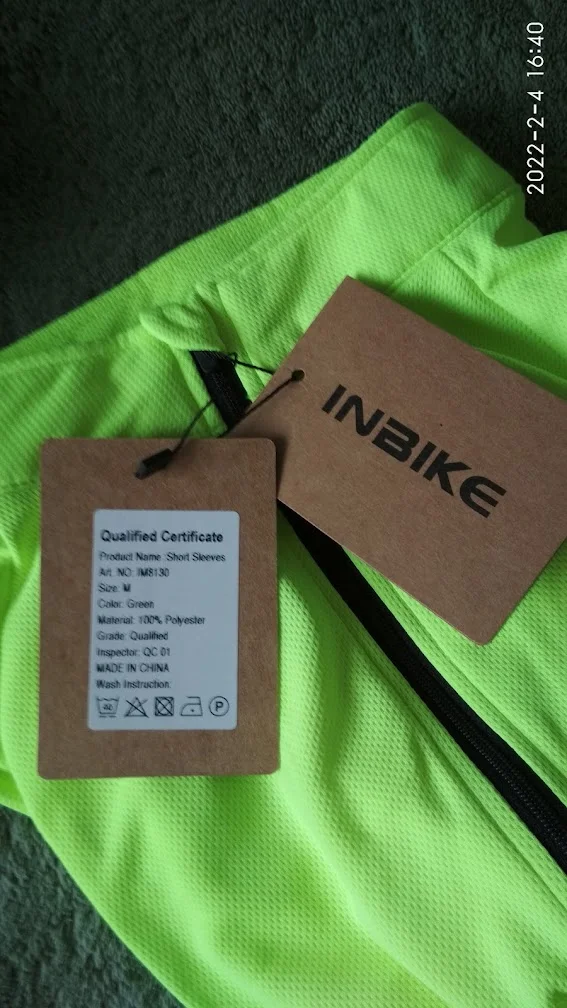 2022-2-4 16:40
INBIKE
Qualified Certificate
Product Name: Short Sleeves
Art. NO: IM8130
Size: M
Color: Green
Material: 100% Polyester
Grade: Qualified
Inspector: QC 01
MADE IN CHINA
Wash Instruction:
40
P